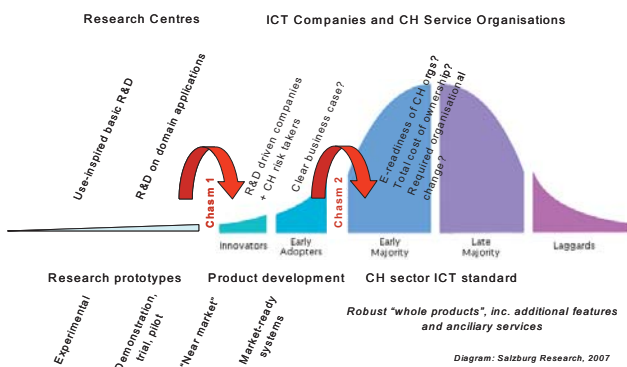 Research Centres
ICT Companies and CH Service Organisations
Use-inspired basic R&D
R&D on domain applications
Chasm 1
R&D driven companies
+ CH risk takers
Clear business case?
Chasm 2
E-readiness of CH orgs?
Total cost of ownership?
Required organisational
change?
Innovators
Early
Adopters
Early
Majority
Late
Majority
Laggards
Research prototypes
Product development
CH sector ICT standard
Experimental
Demonstration,
trial, pilot
"Near market"
Market-ready
systems
Robust "whole products", inc. additional features
and anciliary services
Diagram: Salzburg Research, 2007